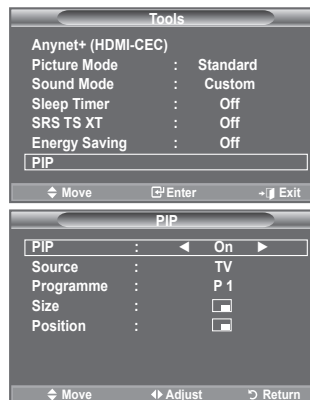 Tools
Anynet+ (HDMI-CEC)
Picture Mode : Standard
Sound Mode : Custom
Sleep Timer : Off
SRS TS XT : Off
Energy Saving : Off
PIP
Move Enter Exit
PIP
PIP : ◄ On ►
Source : TV
Programme : P 1
Size :
Position :
Move Adjust Return